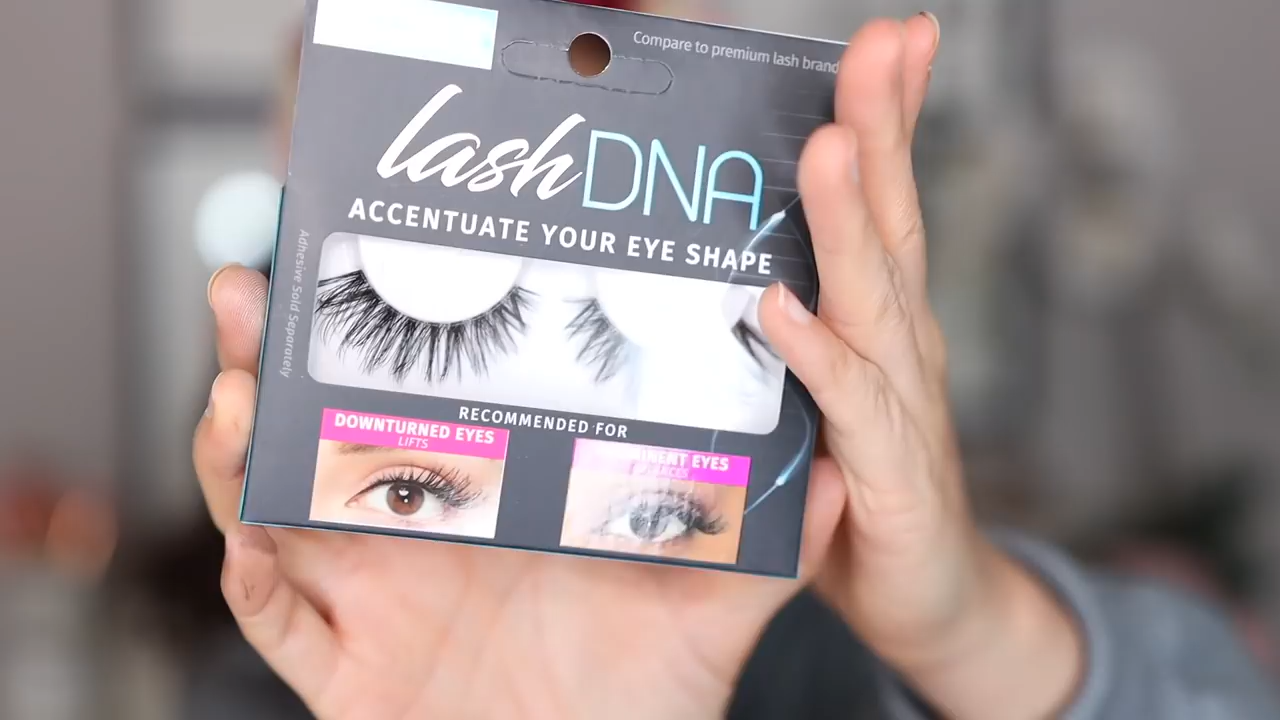 Compare to premium lash brand
lash DNA
ACCENTUATE YOUR EYE SHAPE
Adhesive Sold Separately
RECOMMENDED FOR
DOWNTURNED EYES
LIFTS
EYES